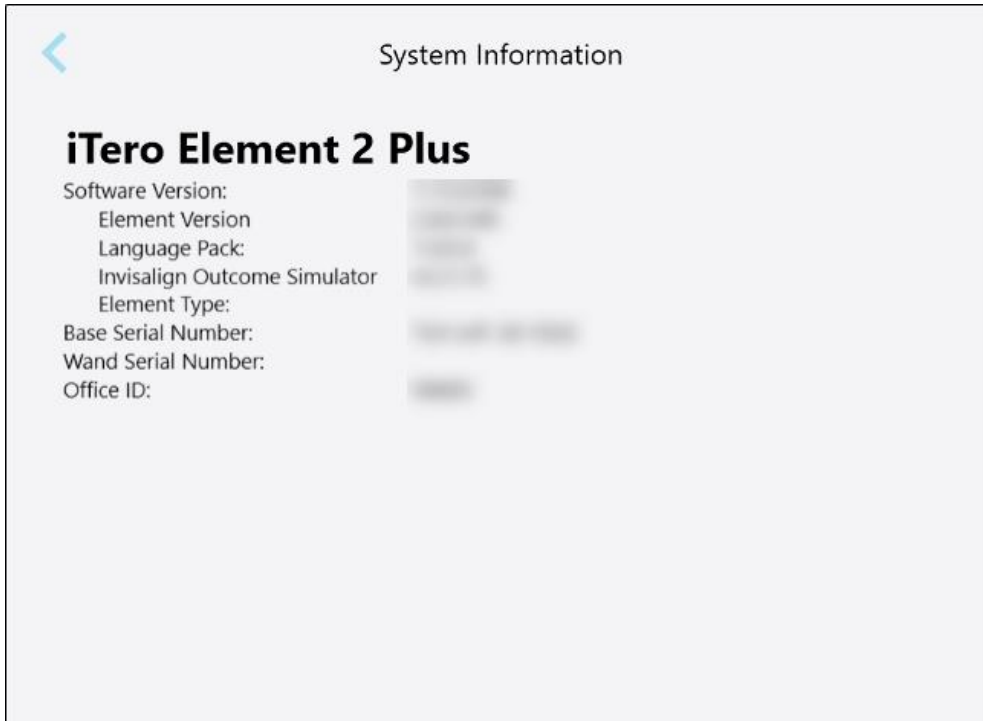 System Information
iTero Element 2 Plus
Software Version:
Element Version
Language Pack:
Invisalign Outcome Simulator
Element Type:
Base Serial Number:
Wand Serial Number:
Office ID: